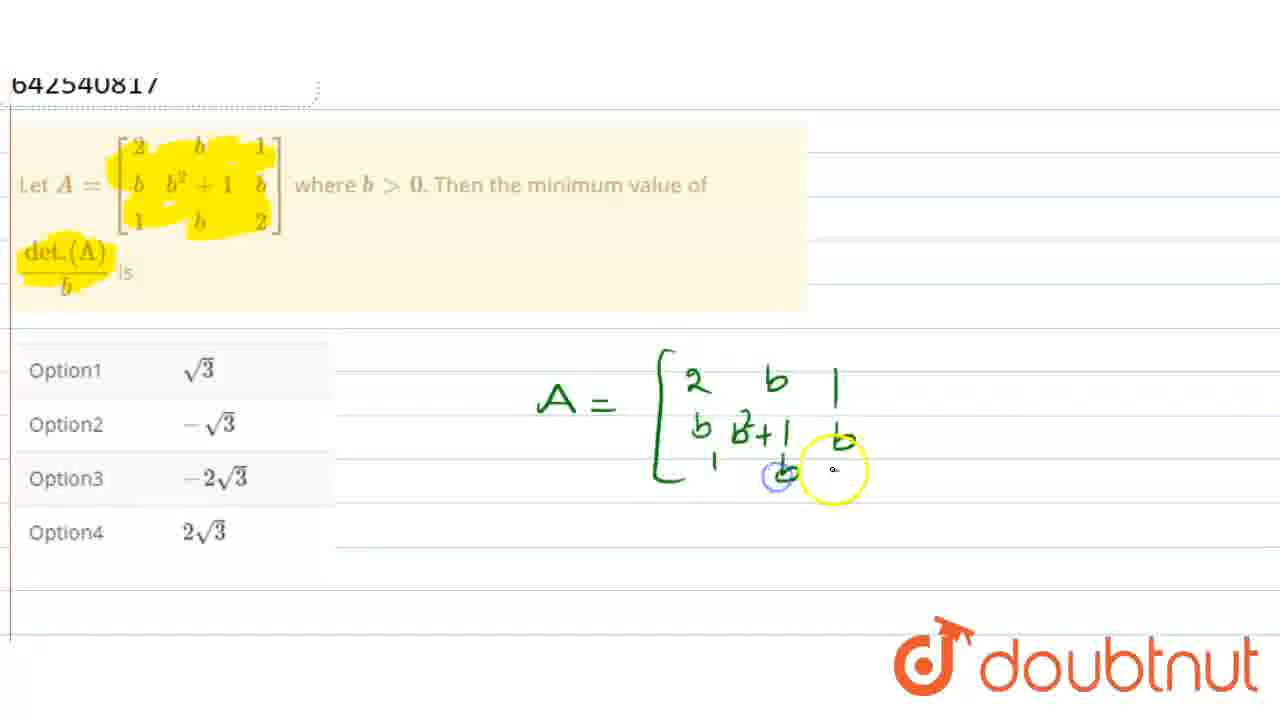 642540817
Let A = [2 b 1
b b² + 1 b
1 b 2] where b > 0. Then the minimum value of
det.(A)/b is
Option1 √3
Option2 −√3
Option3 −2√3
Option4 2√3
A = [2 b 1
b b²+1 b
1 b
doubtnut